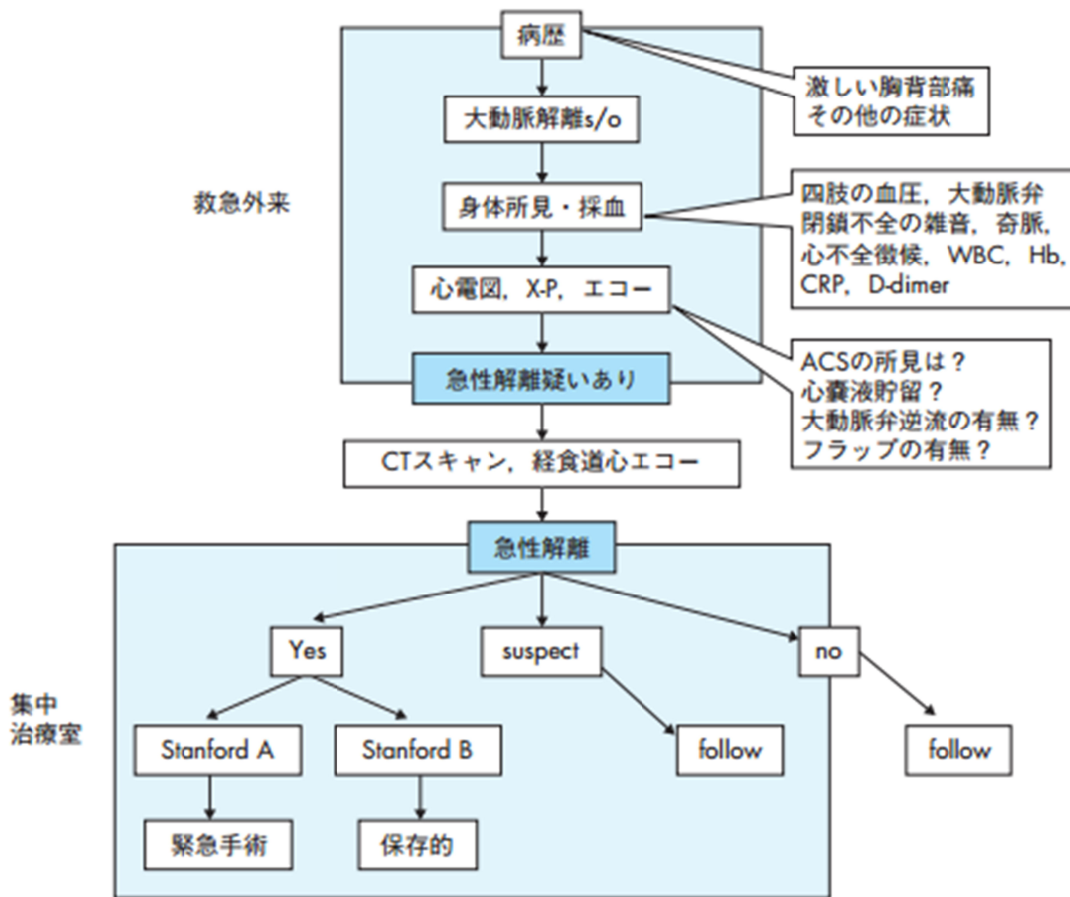 病歴
激しい胸背部痛
その他の症状
大動脈解離s/o
救急外来
身体所見・採血
四肢の血圧，大動脈弁
閉鎖不全の雑音，奇脈，
心不全徴候，WBC，Hb，
CRP，D-dimer
心電図，X-P，エコー
ACSの所見は？
心嚢液貯留？
大動脈弁逆流の有無？
フラップの有無？
急性解離疑いあり
CTスキャン，経食道心エコー
急性解離
Yes
suspect
no
集中
治療室
Stanford A
Stanford B
follow
follow
緊急手術
保存的